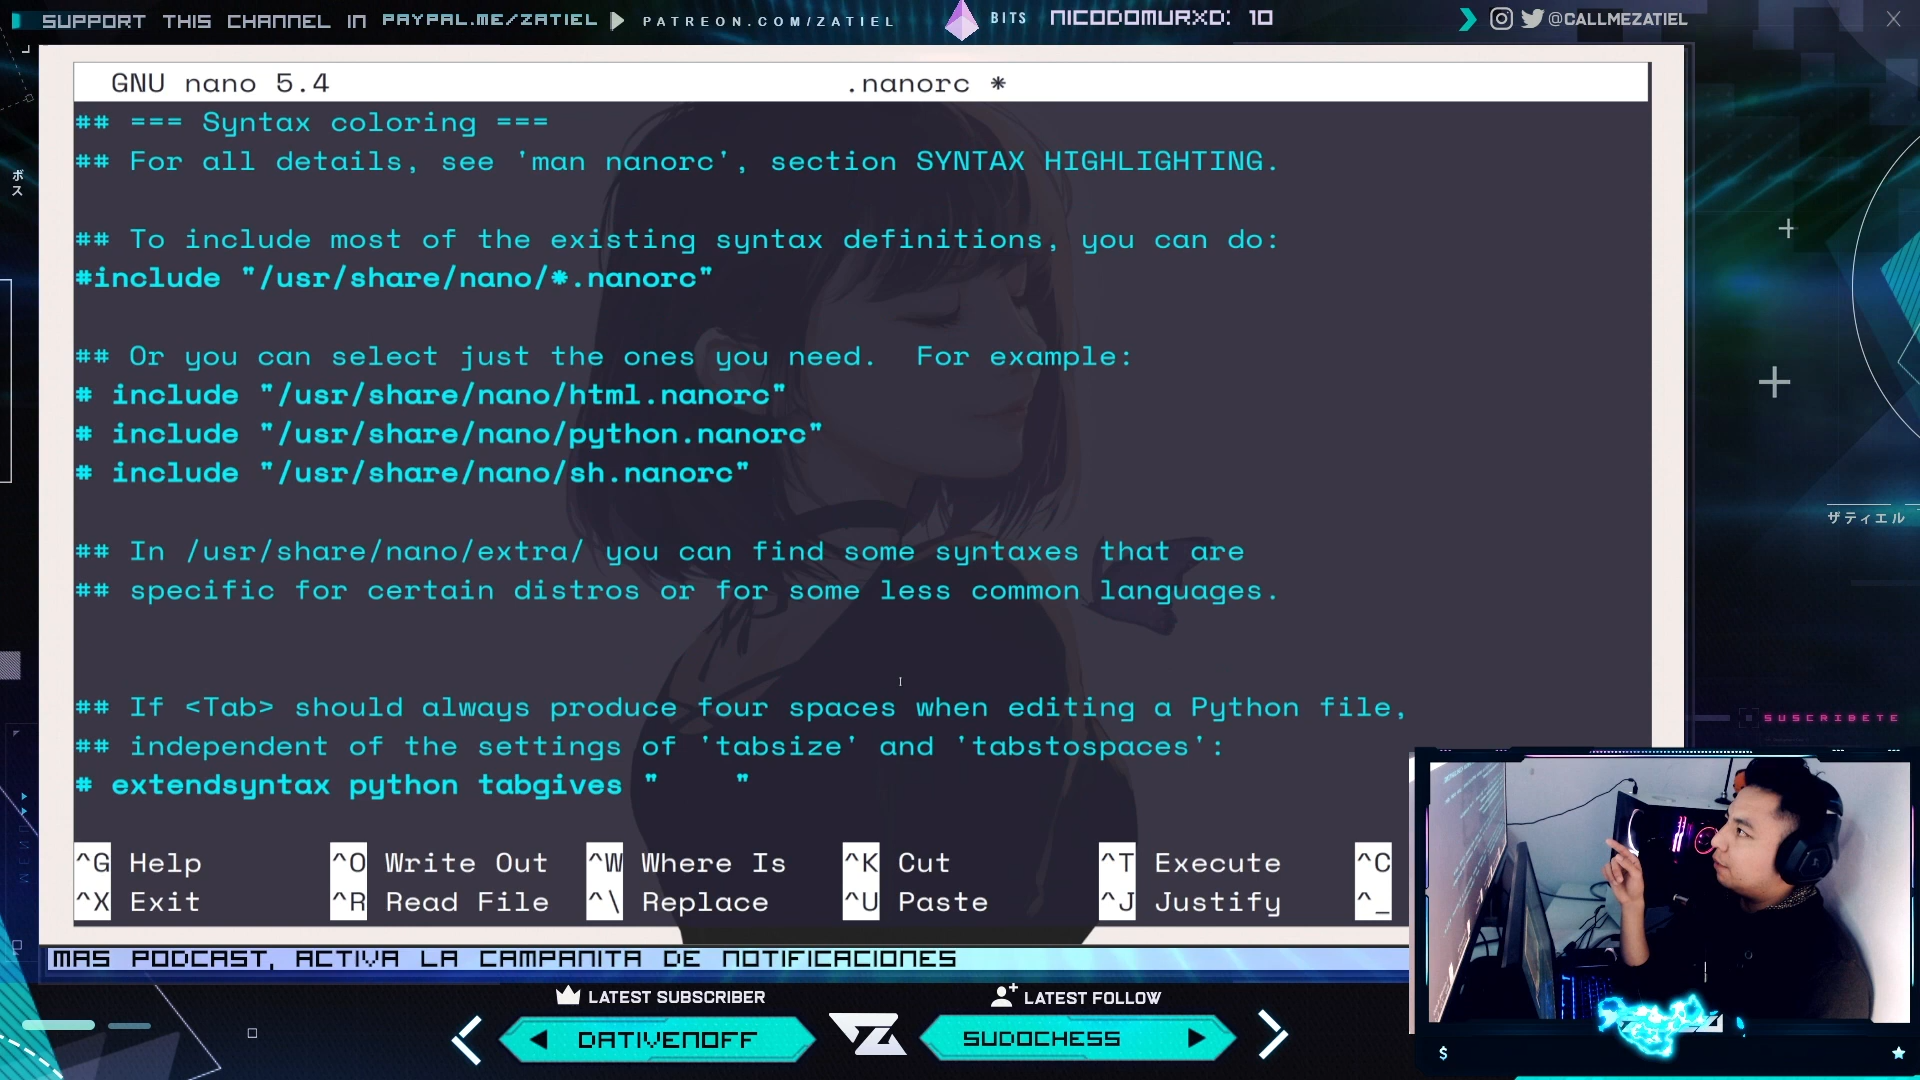 SUPPORT THIS CHANNEL IN PAYPAL.ME/ZATIEL PATREON.COM/ZATIEL BITS NICODOMURXD: 10 @CALLMEZATIEL X
GNU nano 5.4 .nanorc *
## === Syntax coloring ===
## For all details, see 'man nanorc', section SYNTAX HIGHLIGHTING.
ボス
## To include most of the existing syntax definitions, you can do:
#include "/usr/share/nano/*.nanorc"
## Or you can select just the ones you need.  For example:
# include "/usr/share/nano/html.nanorc"
# include "/usr/share/nano/python.nanorc"
# include "/usr/share/nano/sh.nanorc"
ザティエル
## In /usr/share/nano/extra/ you can find some syntaxes that are
## specific for certain distros or for some less common languages.
## If <Tab> should always produce four spaces when editing a Python file,
SUSCRIBETE
## independent of the settings of 'tabsize' and 'tabstospaces':
# extendsyntax python tabgives "    "
^G Help ^O Write Out ^W Where Is ^K Cut ^T Execute ^C
^X Exit ^R Read File ^\ Replace ^U Paste ^J Justify ^_
MAS PODCAST, ACTIVA LA CAMPANITA DE NOTIFICACIONES
LATEST SUBSCRIBER LATEST FOLLOW
DATIVENOFF SUDOCHESS
$